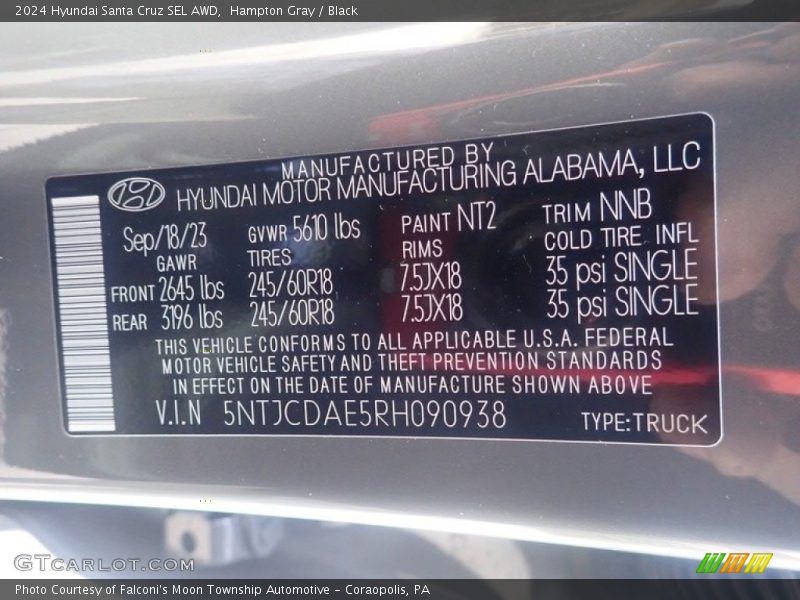 2024 Hyundai Santa Cruz SEL AWD, Hampton Gray / Black
MANUFACTURED BY
HYUNDAI MOTOR MANUFACTURING ALABAMA, LLC
Sep/18/23 GVWR 5610 lbs PAINT NT2 TRIM NNB
GAWR TIRES RIMS COLD TIRE INFL
FRONT 2645 lbs 245/60R18 7.5JX18 35 psi SINGLE
REAR 3196 lbs 245/60R18 7.5JX18 35 psi SINGLE
THIS VEHICLE CONFORMS TO ALL APPLICABLE U.S.A. FEDERAL
MOTOR VEHICLE SAFETY AND THEFT PREVENTION STANDARDS
IN EFFECT ON THE DATE OF MANUFACTURE SHOWN ABOVE
V.I.N 5NTJCDAE5RH090938 TYPE:TRUCK
GTCARLOT.COM
Photo Courtesy of Falconi's Moon Township Automotive - Coraopolis, PA